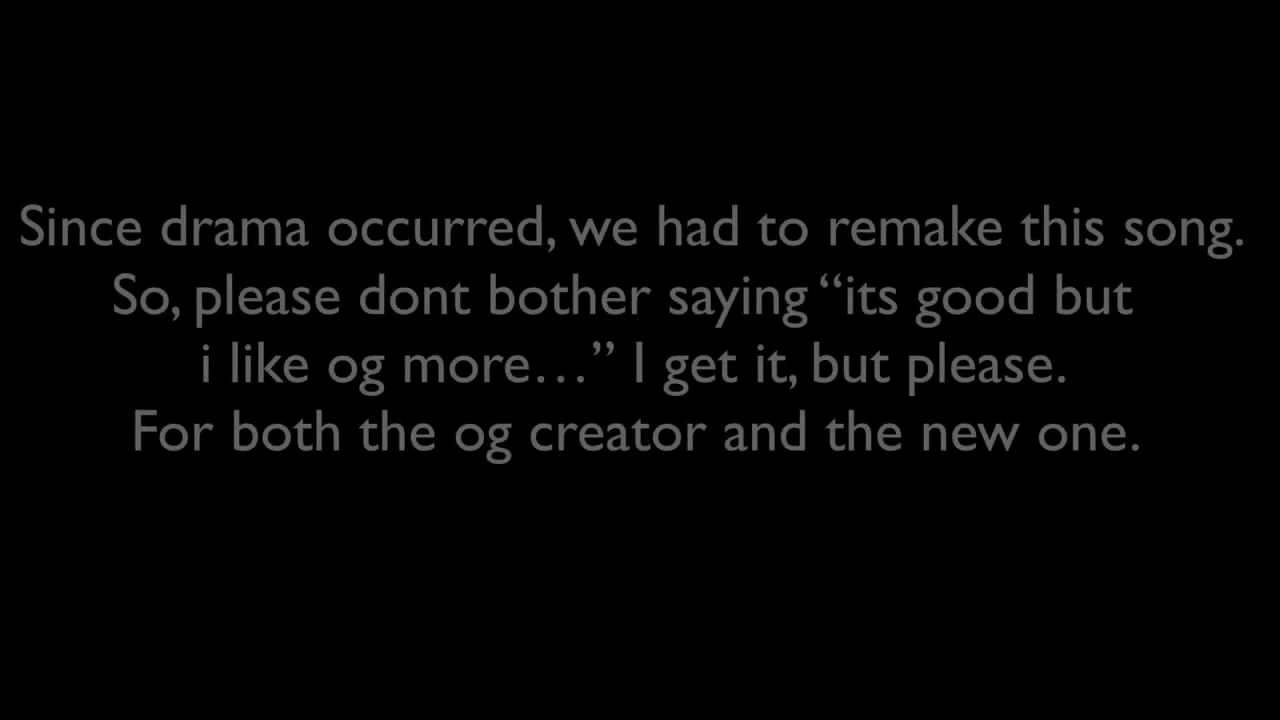 Since drama occurred, we had to remake this song.
So, please dont bother saying “its good but
i like og more…” I get it, but please.
For both the og creator and the new one.